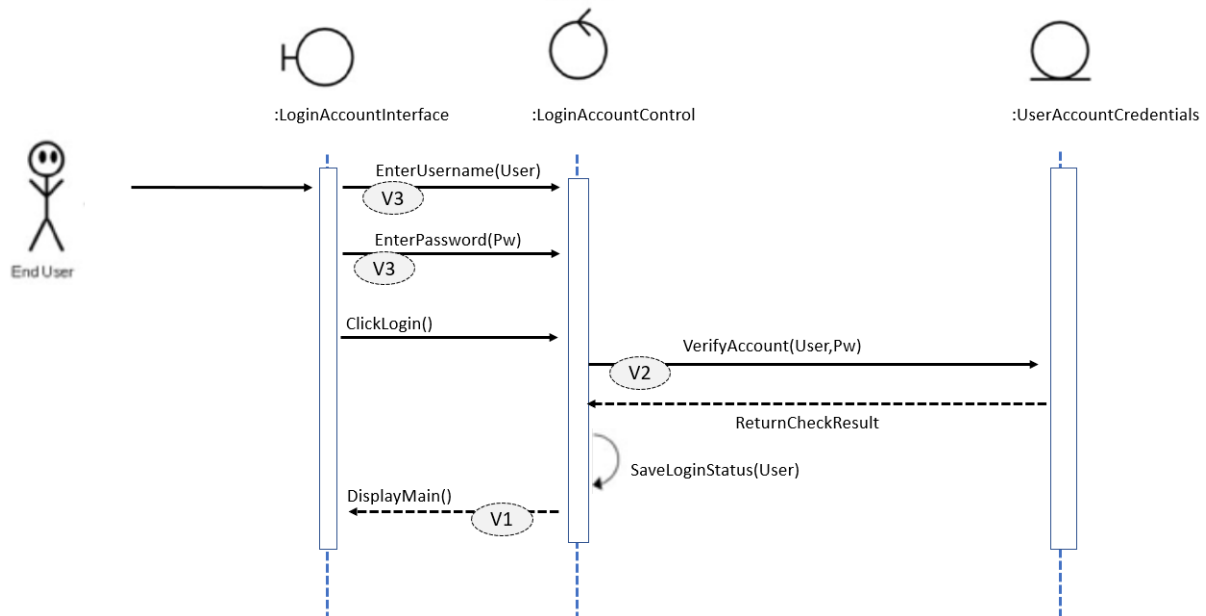 :LoginAccountInterface
:LoginAccountControl
:UserAccountCredentials
End User
EnterUsername(User)
V3
EnterPassword(Pw)
V3
ClickLogin()
VerifyAccount(User,Pw)
V2
ReturnCheckResult
SaveLoginStatus(User)
DisplayMain()
V1